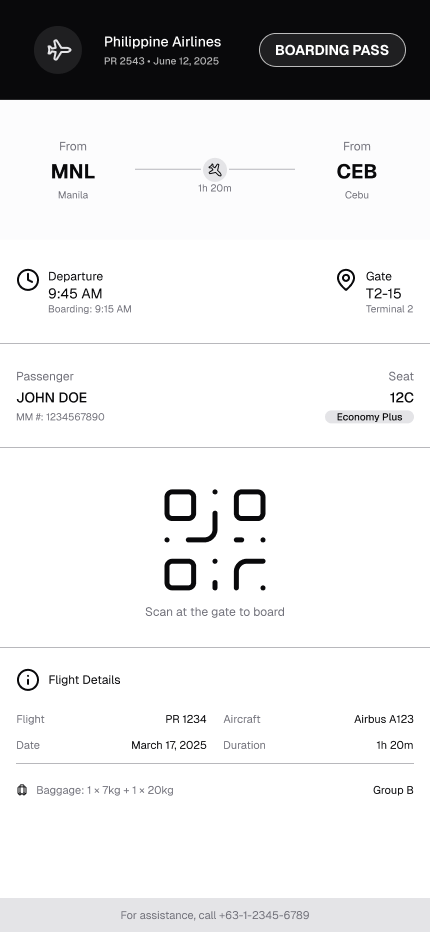 Philippine Airlines
PR 2543 • June 12, 2025
BOARDING PASS
From
MNL
Manila
1h 20m
From
CEB
Cebu
Departure
9:45 AM
Boarding: 9:15 AM
Gate
T2-15
Terminal 2
Passenger
JOHN DOE
MM #: 1234567890
Seat
12C
Economy Plus
Scan at the gate to board
Flight Details
Flight PR 1234 Aircraft Airbus A123
Date March 17, 2025 Duration 1h 20m
Baggage: 1 × 7kg + 1 × 20kg Group B
For assistance, call +63-1-2345-6789